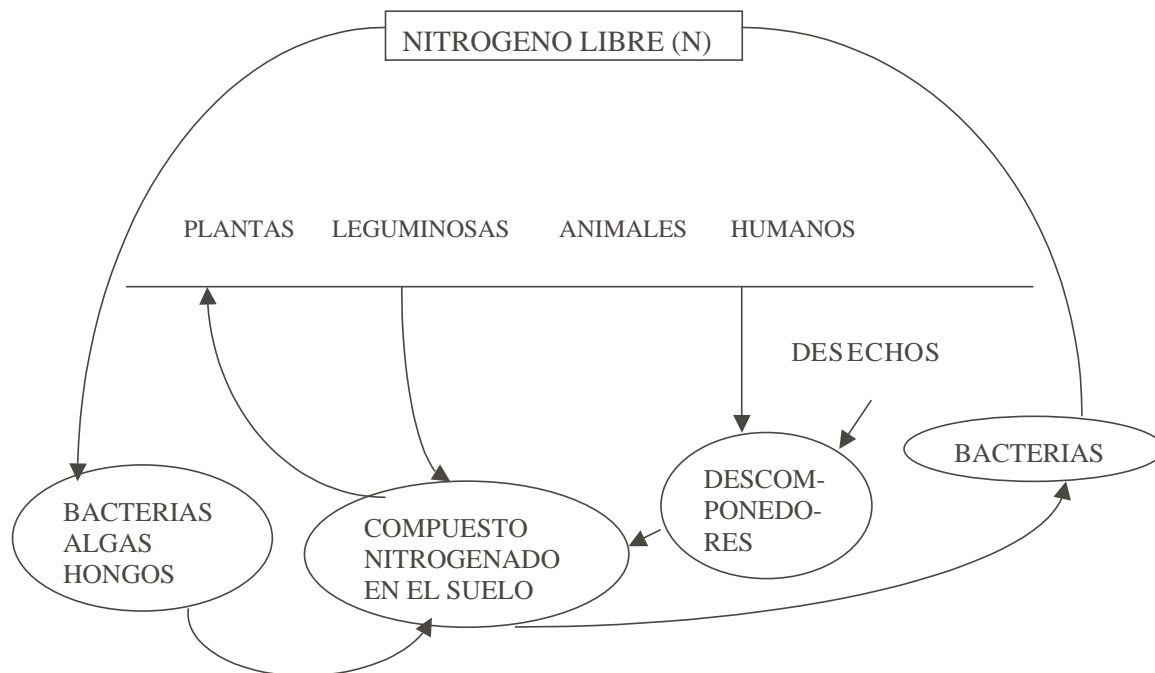 NITROGENO LIBRE (N)
PLANTAS LEGUMINOSAS ANIMALES HUMANOS
DESECHOS
BACTERIAS
ALGAS
HONGOS
COMPUESTO
NITROGENADO
EN EL SUELO
DESCOM-
PONEDO-
RES
BACTERIAS